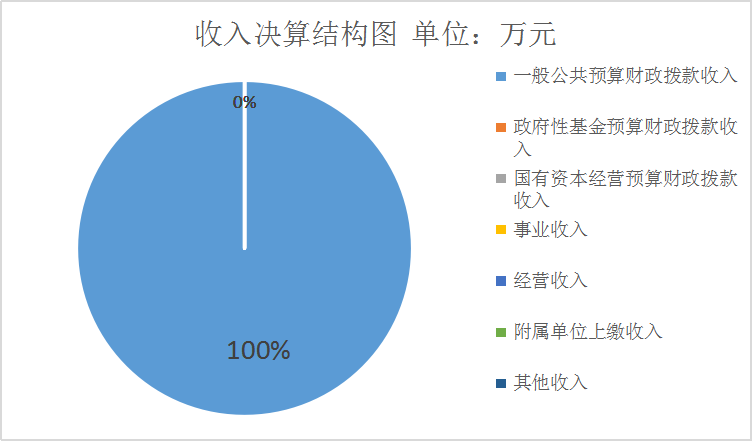 收入决算结构图 单位：万元
0%
100%
一般公共预算财政拨款收入
政府性基金预算财政拨款收
入
国有资本经营预算财政拨款
收入
事业收入
经营收入
附属单位上缴收入
其他收入